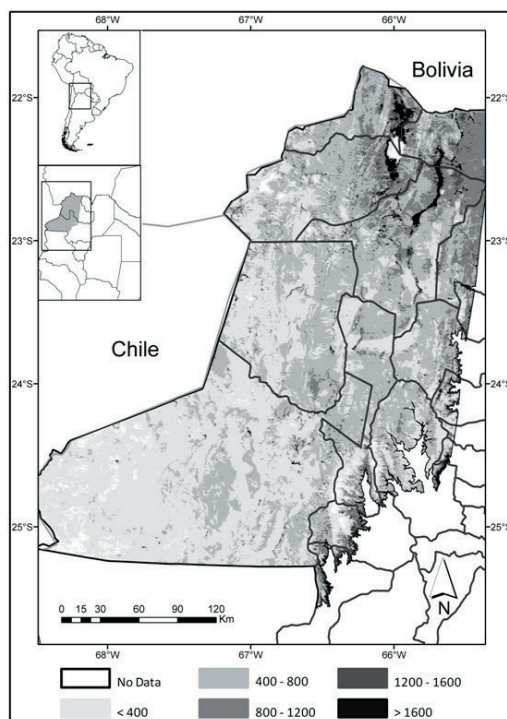 68°W 67°W 66°W
Bolivia
22°S 22°S
23°S 23°S
Chile
24°S 24°S
25°S 25°S
0 15 30 60 90 120
Km
N
68°W 67°W 66°W
No Data 400 - 800 1200 - 1600
< 400 800 - 1200 > 1600